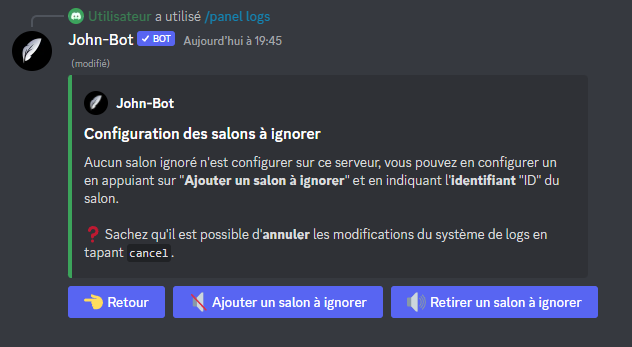 Utilisateur a utilisé /panel logs
John-Bot BOT Aujourd'hui à 19:45
(modifié)
John-Bot
Configuration des salons à ignorer
Aucun salon ignoré n'est configurer sur ce serveur, vous pouvez en configurer un
en appuiant sur "Ajouter un salon à ignorer" et en indiquant l'identifiant "ID" du
salon.
❓ Sachez qu'il est possible d'annuler les modifications du système de logs en
tapant cancel.
👈 Retour 🔇 Ajouter un salon à ignorer 🔊 Retirer un salon à ignorer